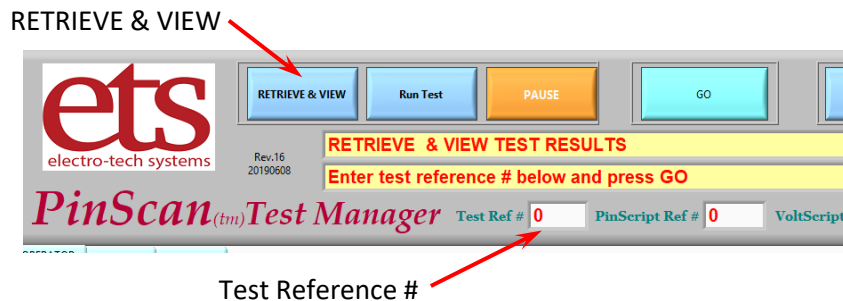 RETRIEVE & VIEW
RETRIEVE & VIEW Run Test PAUSE GO
ets
electro-tech systems
Rev.16
20190608
RETRIEVE & VIEW TEST RESULTS
Enter test reference # below and press GO
PinScan(tm)Test Manager Test Ref # 0 PinScript Ref # 0 VoltScript
Test Reference #